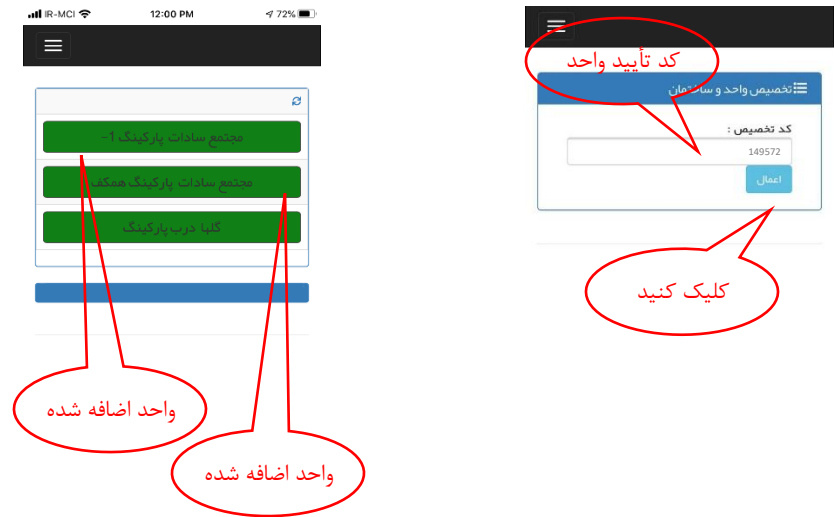 IR-MCI 12:00 PM 72%
مجتمع سادات پارکینگ 1-
مجتمع سادات پارکینگ همکف
گلها درب پارکینگ
واحد اضافه شده
واحد اضافه شده
کد تأیید واحد
تخصیص واحد و ساختمان
کد تخصیص :
149572
اعمال
کلیک کنید